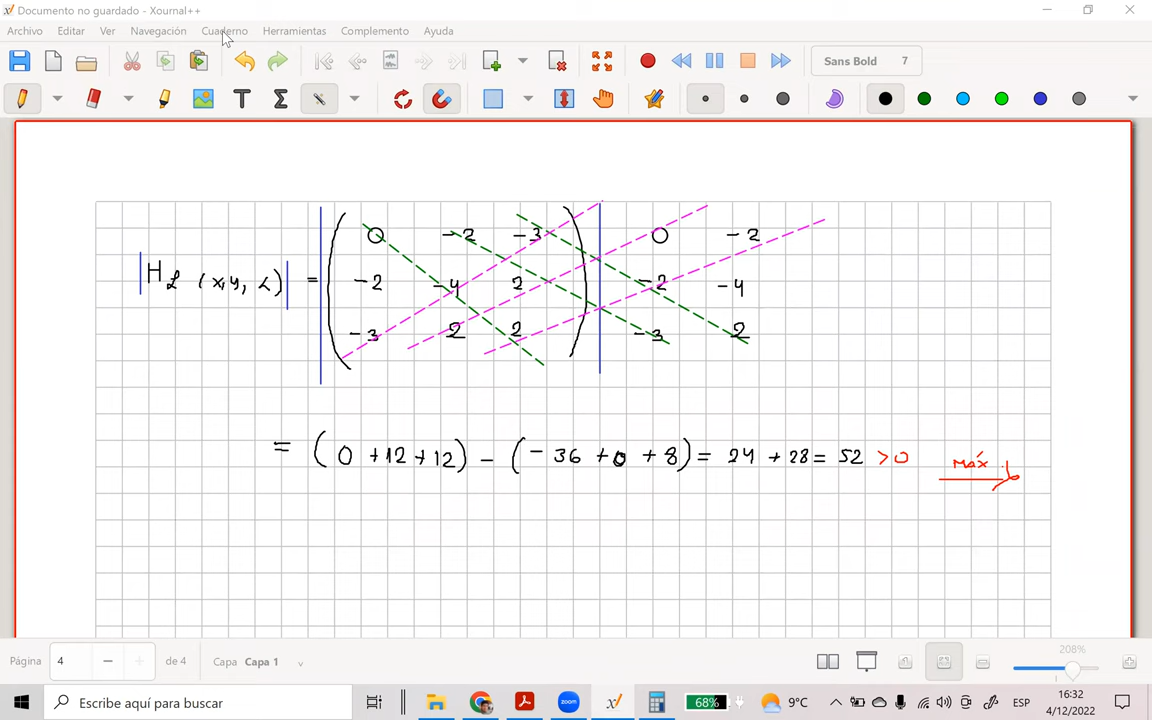 Documento no guardado - Xournal++
Archivo Editar Ver Navegación Cuaderno Herramientas Complemento Ayuda
Sans Bold 7
0 -2 -3 0 -2
|H ℒ (x,y, λ)| = -2 -4 2 -2 -4
-3 2 2 -3 2
= (0 +12 +12) - (-36 +0 +8) = 24 +28 = 52 >0 máx
Página 4 de 4 Capa Capa 1 208%
Escribe aquí para buscar 68% 9°C ESP 16:32
4/12/2022